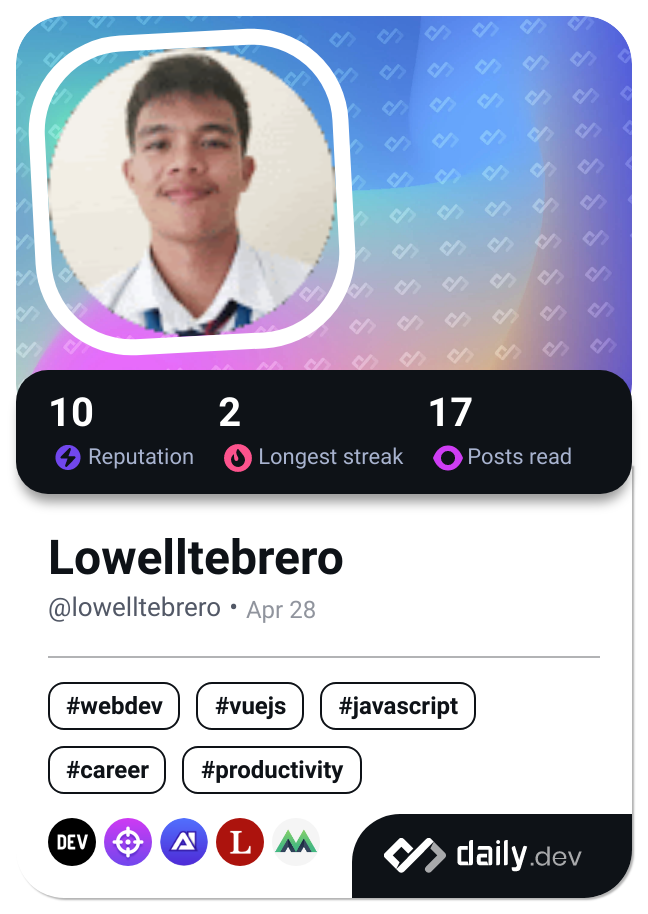 10 2 17
Reputation Longest streak Posts read
Lowelltebrero
@lowelltebrero • Apr 28
#webdev #vuejs #javascript
#career #productivity
DEV AI L daily.dev